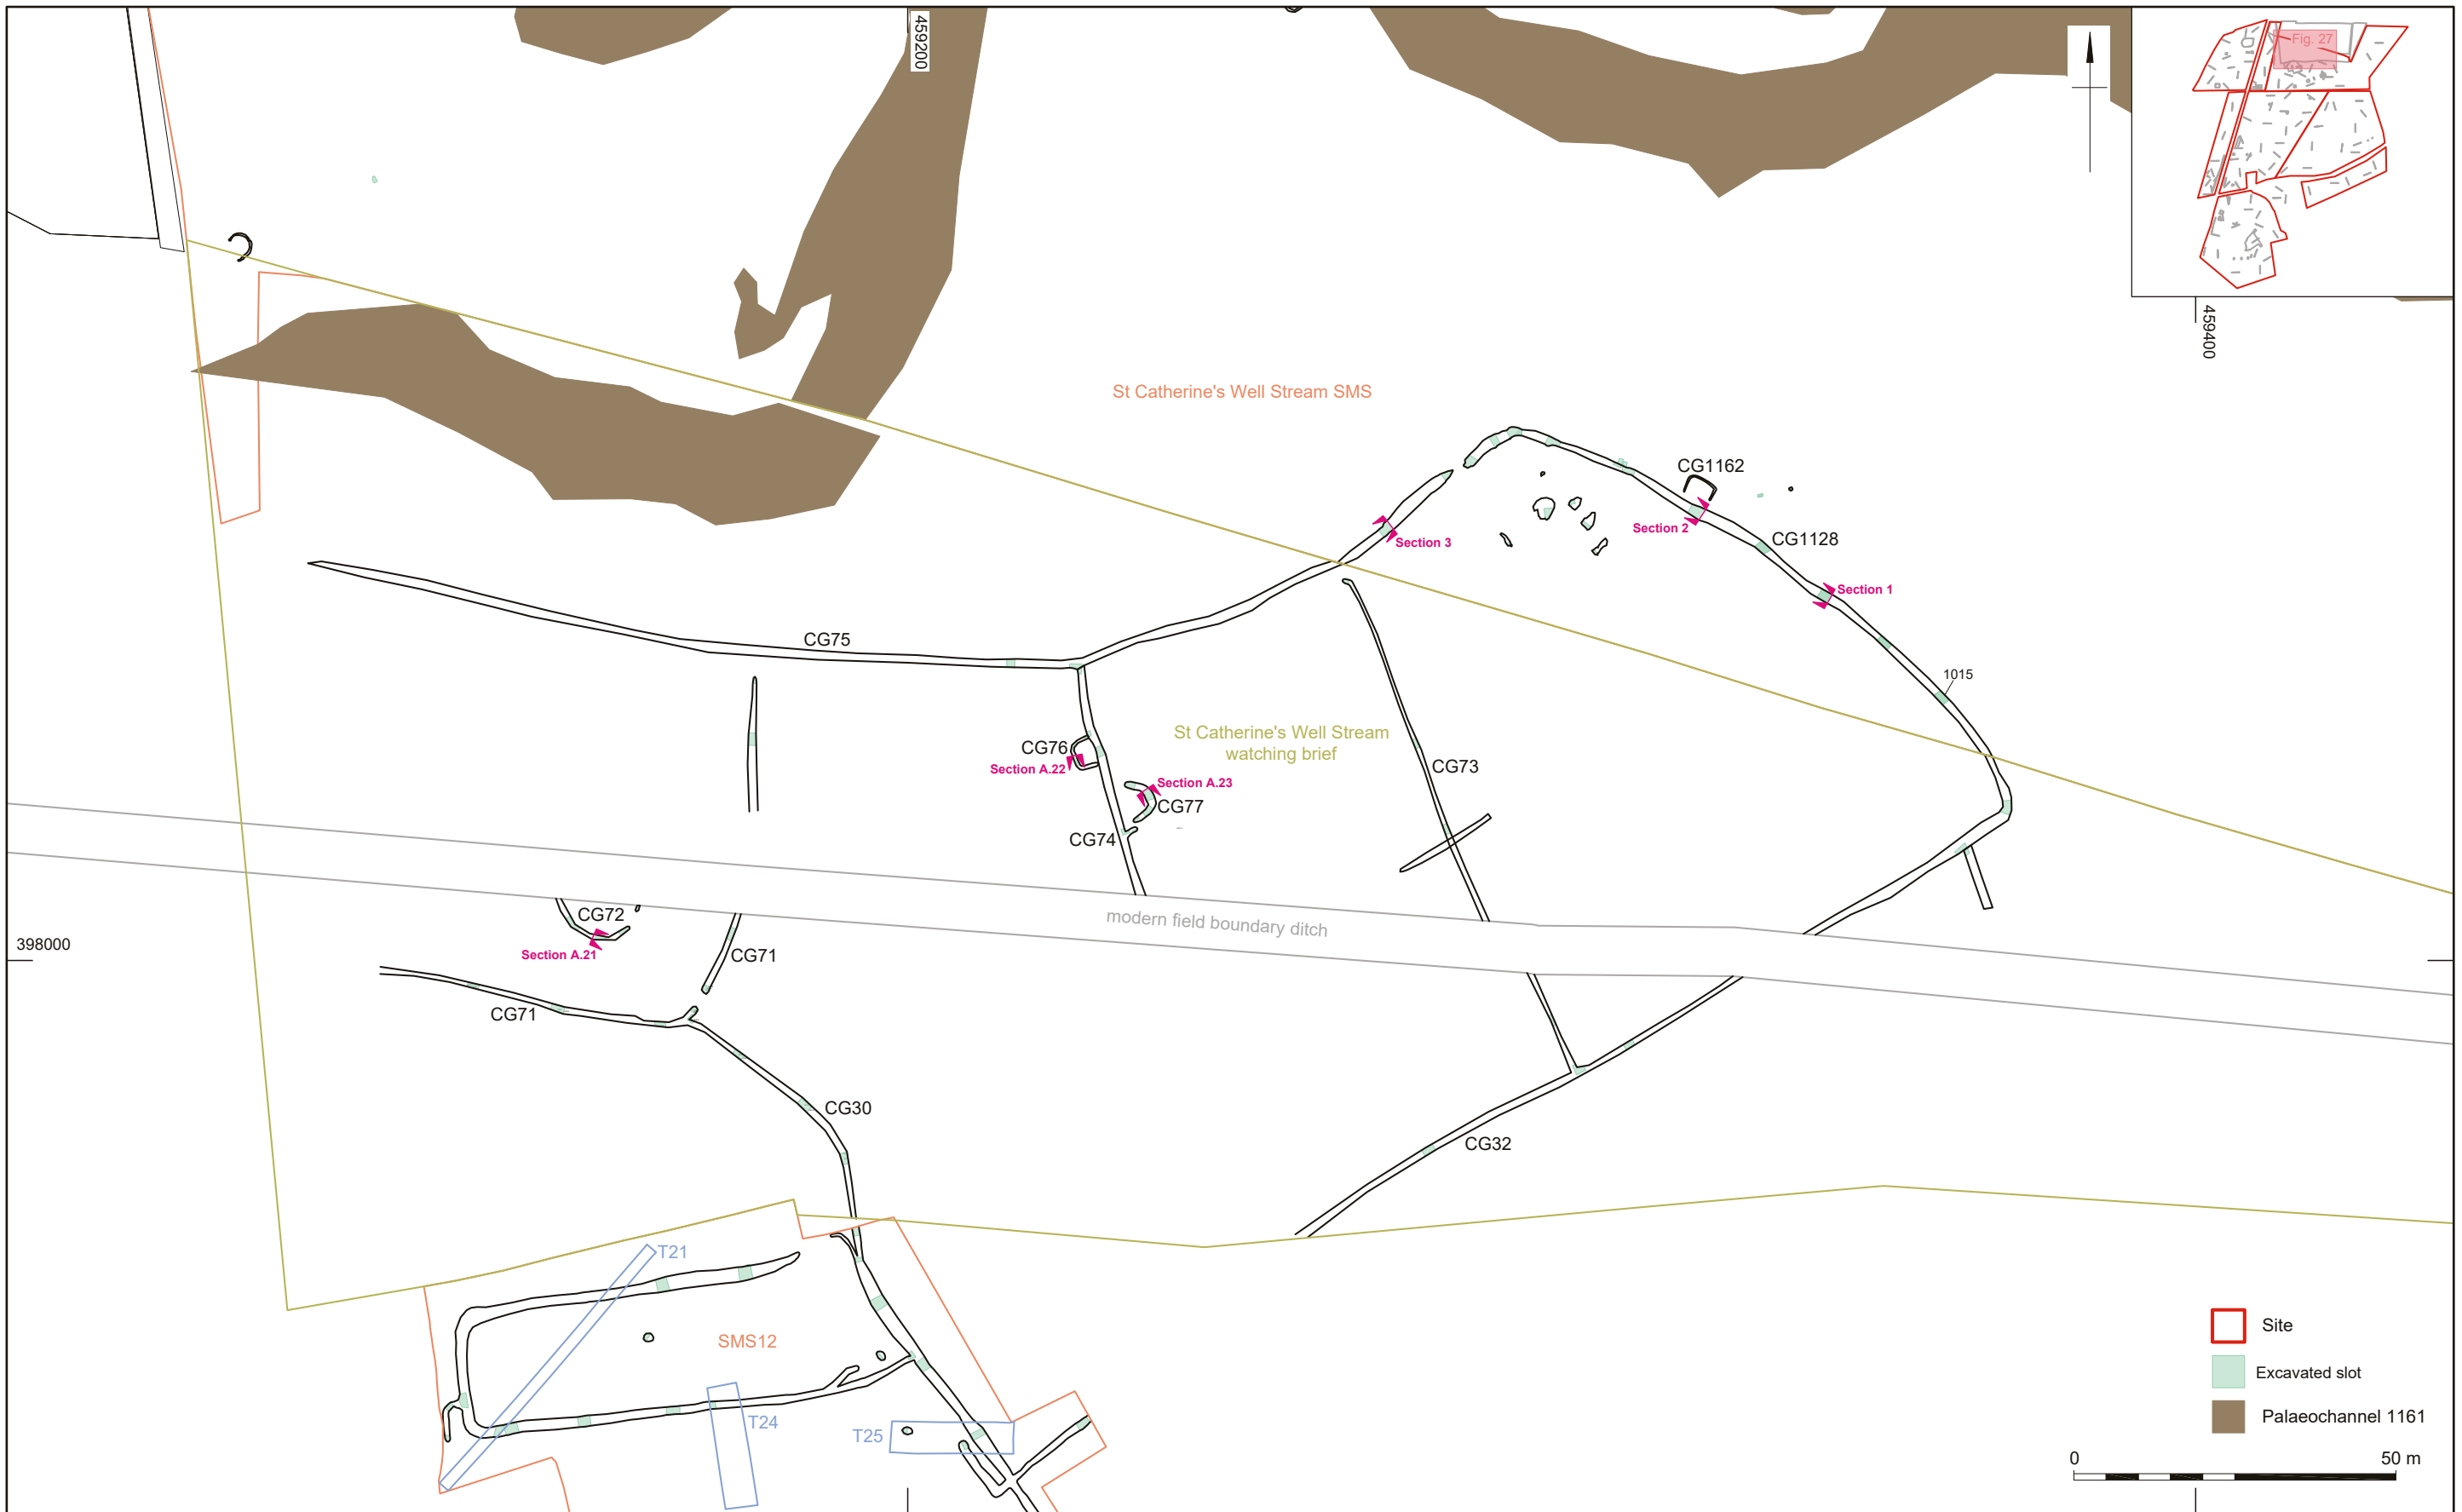 459200
Fig. 27
459400
St Catherine's Well Stream SMS
CG1162
Section 2
Section 3
CG1128
Section 1
CG75
1015
St Catherine's Well Stream
watching brief
CG76
Section A.22
CG73
Section A.23
CG77
CG74
CG72
modern field boundary ditch
398000
Section A.21
CG71
CG71
CG30
CG32
T21
SMS12
Site
Excavated slot
Palaeochannel 1161
T24
T25
0 50 m